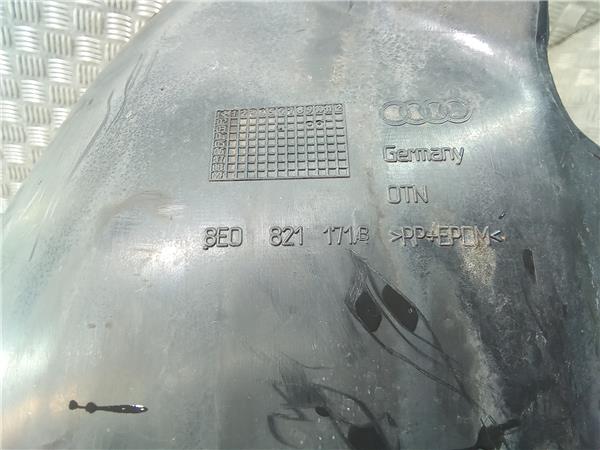 Germany
OTN
8E0 821 171 B >PP+EPDM<